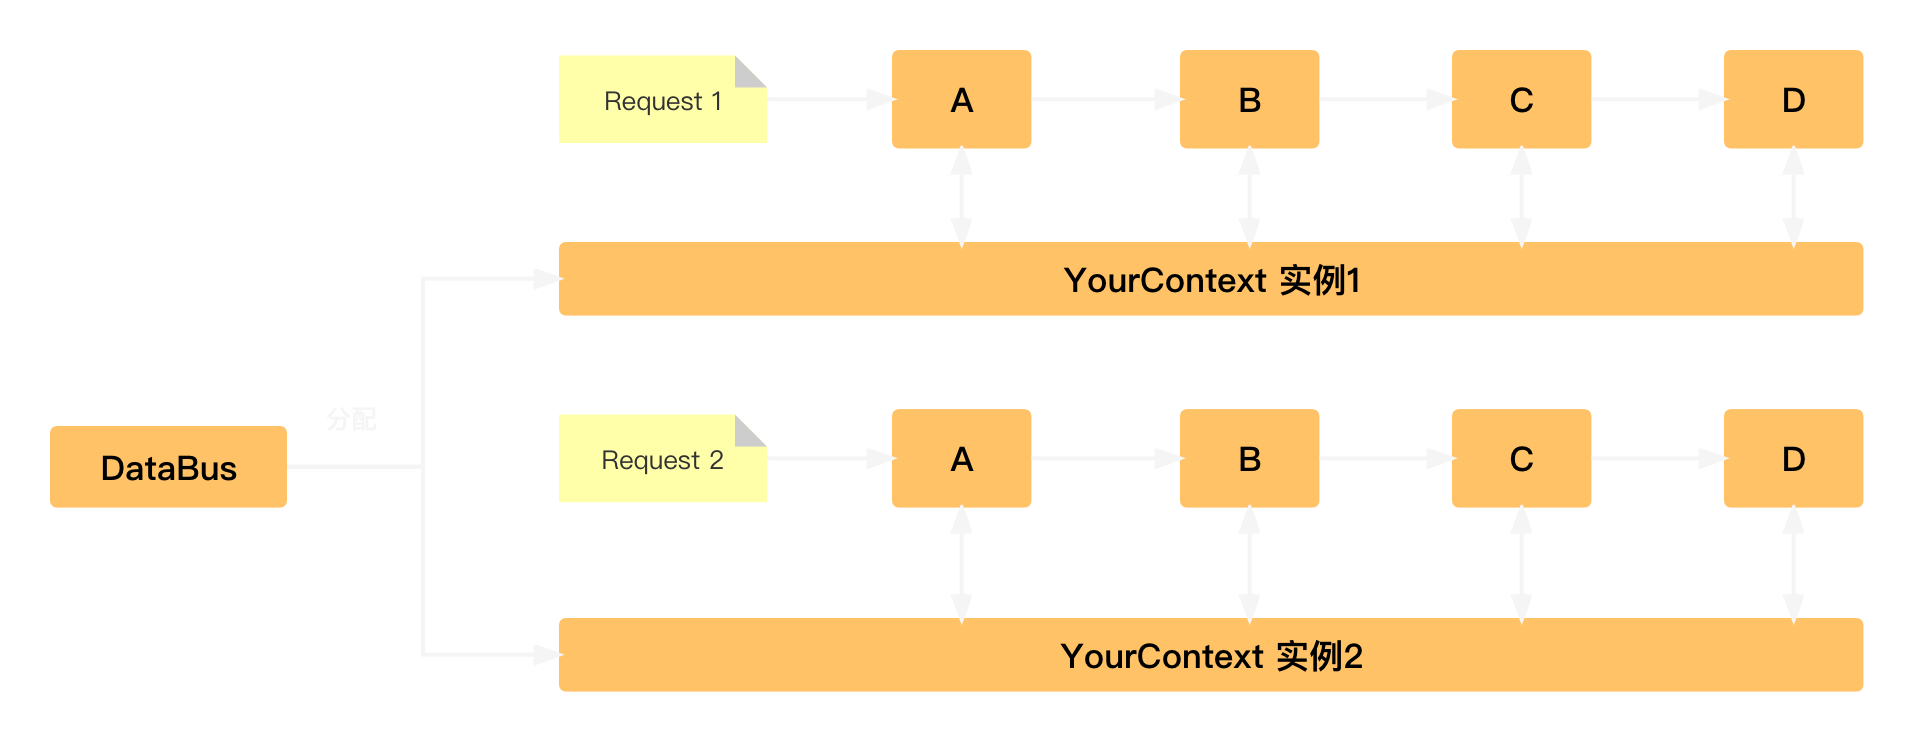 Request 1
A
B
C
D
YourContext 实例1
分配
DataBus
Request 2
A
B
C
D
YourContext 实例2